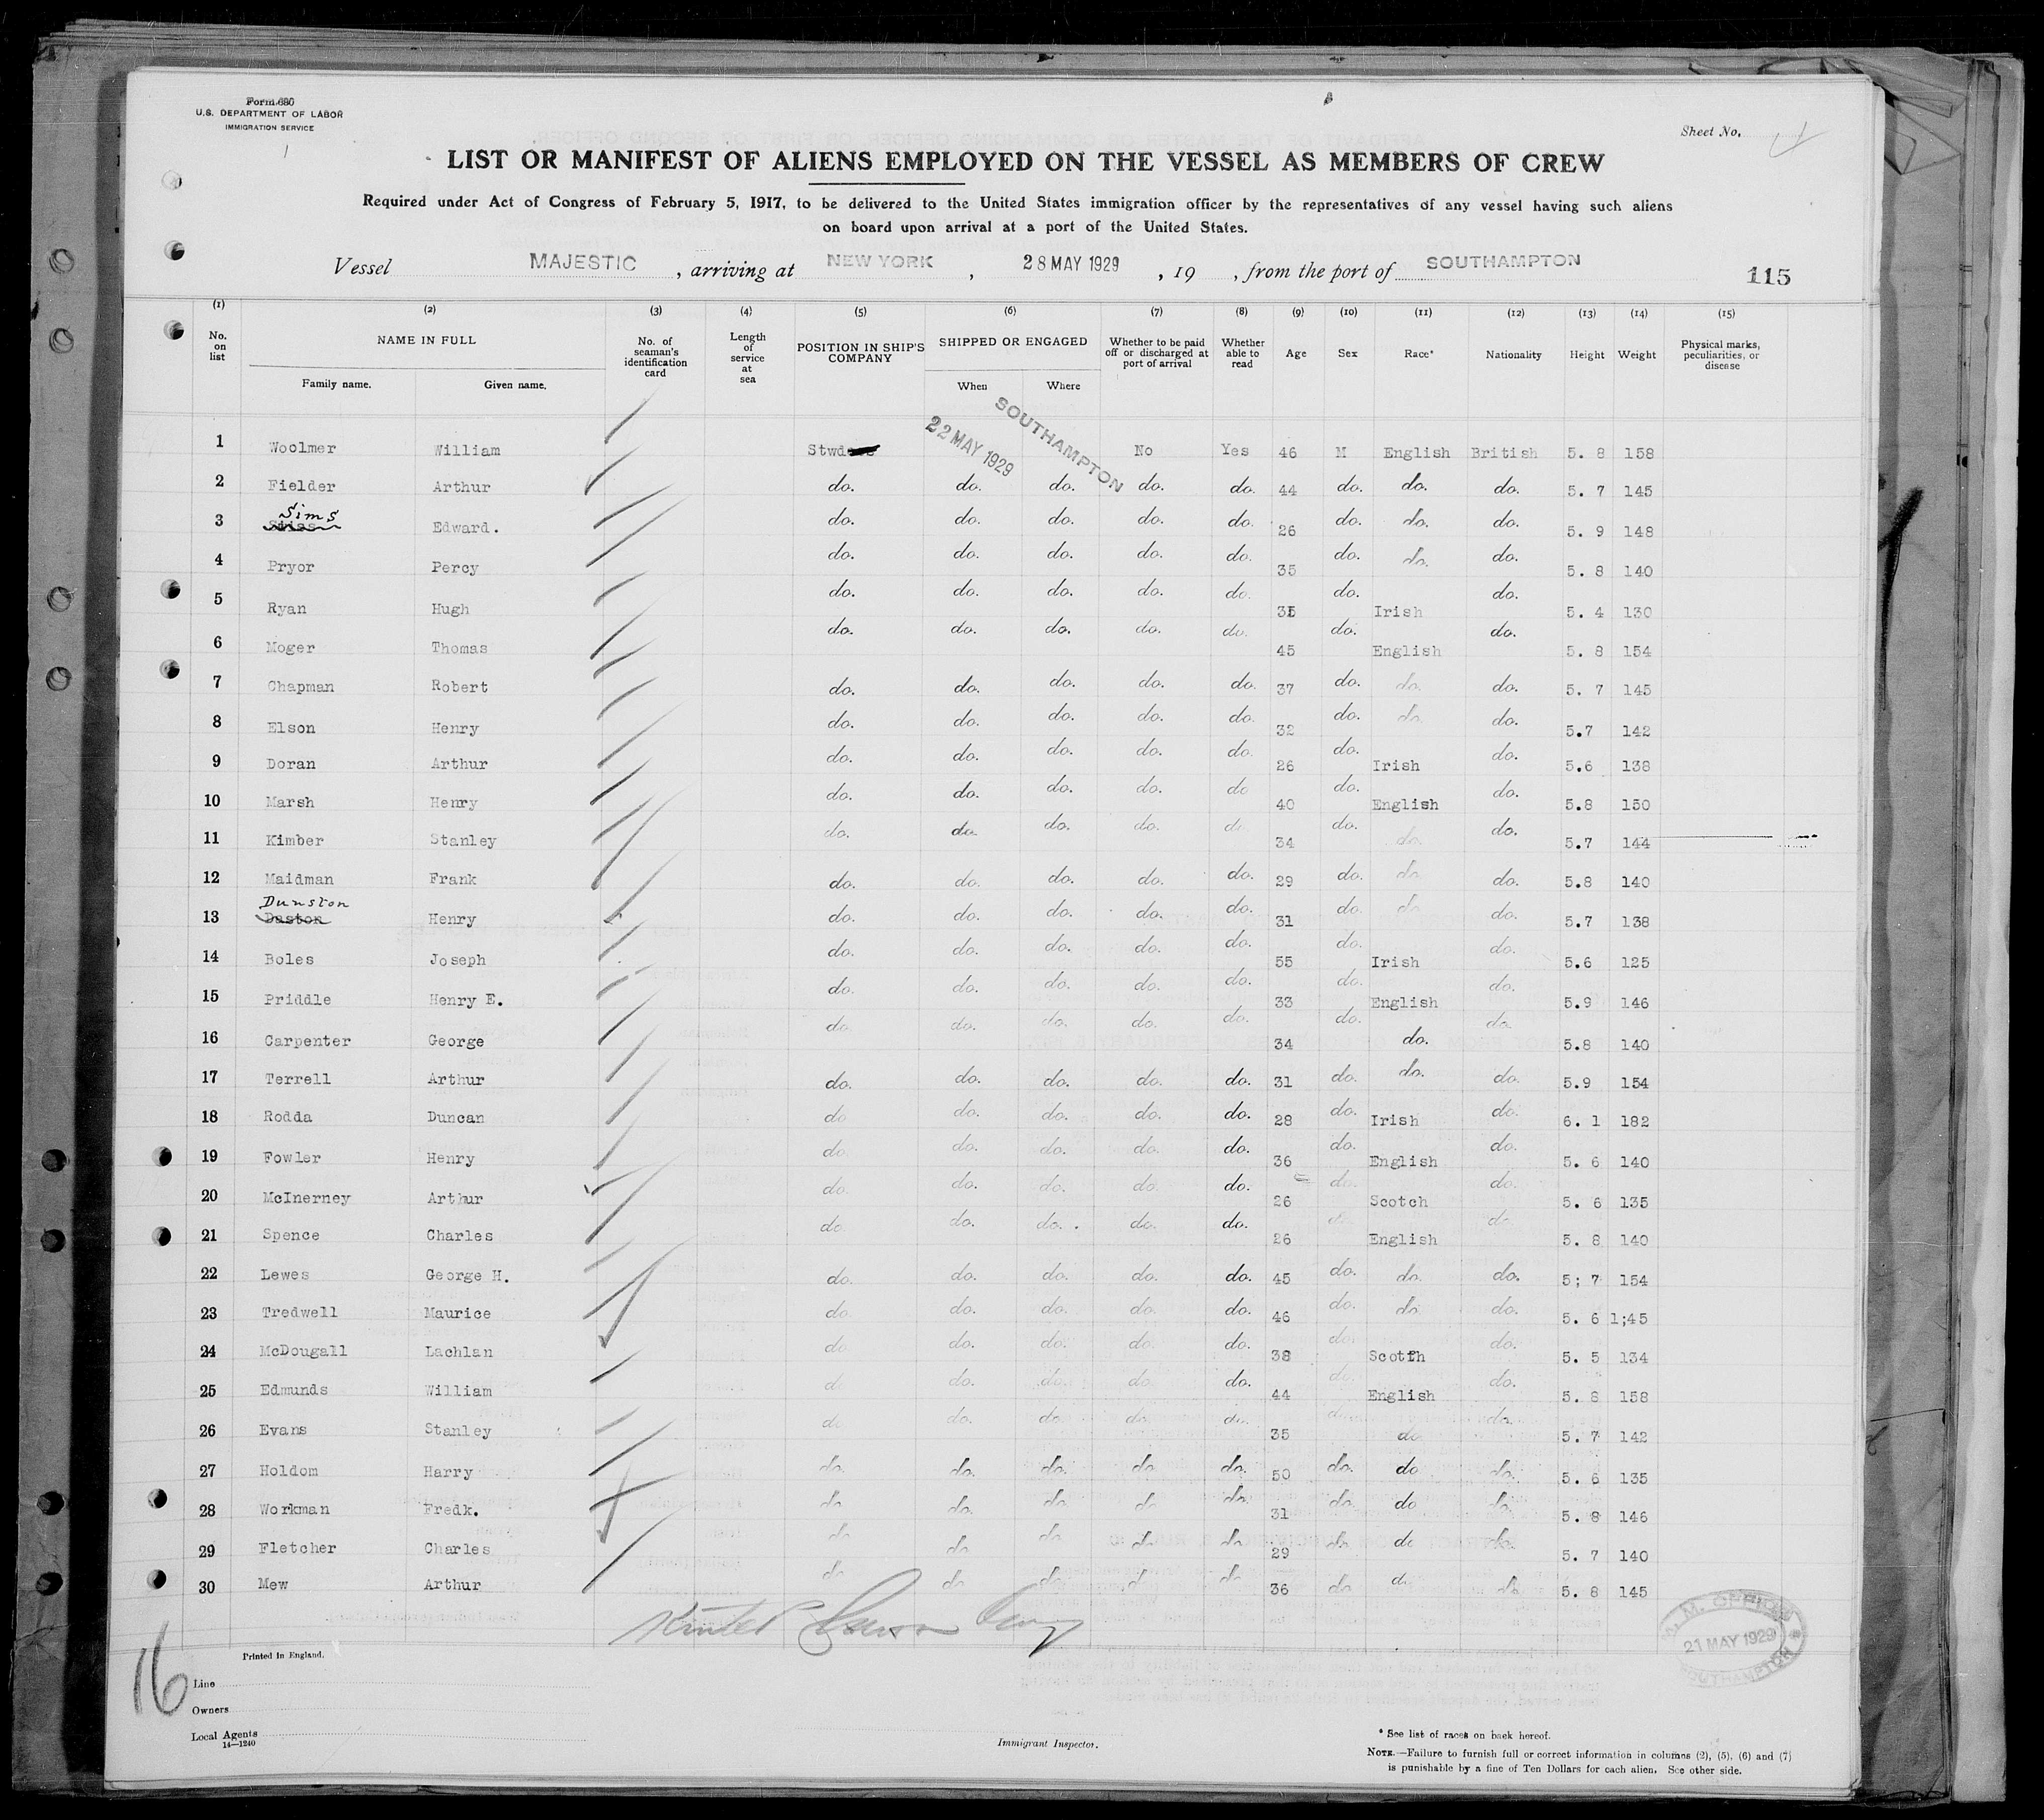 Form 680
U.S. DEPARTMENT OF LABOR
IMMIGRATION SERVICE
Sheet No.
LIST OR MANIFEST OF ALIENS EMPLOYED ON THE VESSEL AS MEMBERS OF CREW
Required under Act of Congress of February 5, 1917, to be delivered to the United States immigration officer by the representatives of any vessel having such aliens
on board upon arrival at a port of the United States.
Vessel MAJESTIC, arriving at NEW YORK, 28 MAY 1929, 19 , from the port of SOUTHAMPTON 115
(1) (2) (3) (4) (5) (6) (7) (8) (9) (10) (11) (12) (13) (14) (15)
No. on list NAME IN FULL Family name. Given name. No. of seaman's identification card Length of service at sea POSITION IN SHIP'S COMPANY SHIPPED OR ENGAGED When Where Whether to be paid off or discharged at port of arrival Whether able to read Age Sex Race* Nationality Height Weight Physical marks, peculiarities, or disease
1 Woolmer William Stwd 22 MAY 1929 SOUTHAMPTON No Yes 46 M English British 5. 8 158
2 Fielder Arthur do. do. do. do. do. 44 do. do. do. 5. 7 145
3 Sims Edward. do. do. do. do. do. 26 do. do. do. 5. 9 148
4 Pryor Percy do. do. do. do. do. 35 do. do. do. 5. 8 140
5 Ryan Hugh do. do. do. do. do. 31 do. Irish do. 5. 4 130
6 Moger Thomas do. do. do. do. do. 45 do. English do. 5. 8 154
7 Chapman Robert do. do. do. do. do. 37 do. do. do. 5. 7 145
8 Elson Henry do. do. do. do. do. 32 do. do. do. 5.7 142
9 Doran Arthur do. do. do. do. do. 26 do. Irish do. 5.6 138
10 Marsh Henry do. do. do. do. do 40 do. English do. 5.8 150
11 Kimber Stanley do. do. do. do. do. 34 do. do. do. 5.7 144
12 Maidman Frank do. do. do. do. do. 29 do. do. do. 5.8 140
13 Dunston Daston Henry do. do. do. do. do. 31 do. do. do. 5.7 138
14 Boles Joseph do. do. do. do. do. 55 do. Irish do. 5.6 125
15 Priddle Henry E. do. do. do. do. do. 33 do. English do. 5.9 146
16 Carpenter George do. do. do. do. do. 34 do. do. do. 5.8 140
17 Terrell Arthur do. do. do. do. do. 31 do. do. do. 5.9 154
18 Rodda Duncan do do. do. do. do. 28 do. Irish do. 6. 1 182
19 Fowler Henry do. do. do. do. do. 36 do. English do. 5. 6 140
20 McInerney Arthur do. do. do. do. do. 26 do. Scotch do. 5. 6 135
21 Spence Charles do do. do. do. do. 26 do English do 5. 8 140
22 Lewes George H. do. do. do. do. do. 45 do. do. do. 5; 7 154
23 Tredwell Maurice do do. do. do. do. 46 do. do. do. 5. 6 1;45
24 McDougall Lachlan do do. do. do. do. 38 do. Scotch do. 5. 5 134
25 Edmunds William do do. do. do. do. 44 do. English do. 5. 8 158
26 Evans Stanley do do. do. do. do. 35 do do do. 5. 7 142
27 Holdom Harry do. do. do. do do. 50 do. do do. 5. 6 135
28 Workman Fredk. do do. do do do. 31 do. do do. 5. 8 146
29 Fletcher Charles do do do do do 29 do do do. 5. 7 140
30 Mew Arthur do do do. do do 36 do do do 5. 8 145
21 MAY 1929
SOUTHAMPTON
16
Printed in England.
Line
Owners
Local Agents
14—1240
Immigrant Inspector.
* See list of races on back hereof.
NOTE.—Failure to furnish full or correct information in columns (2), (5), (6) and (7)
is punishable by a fine of Ten Dollars for each alien. See other side.